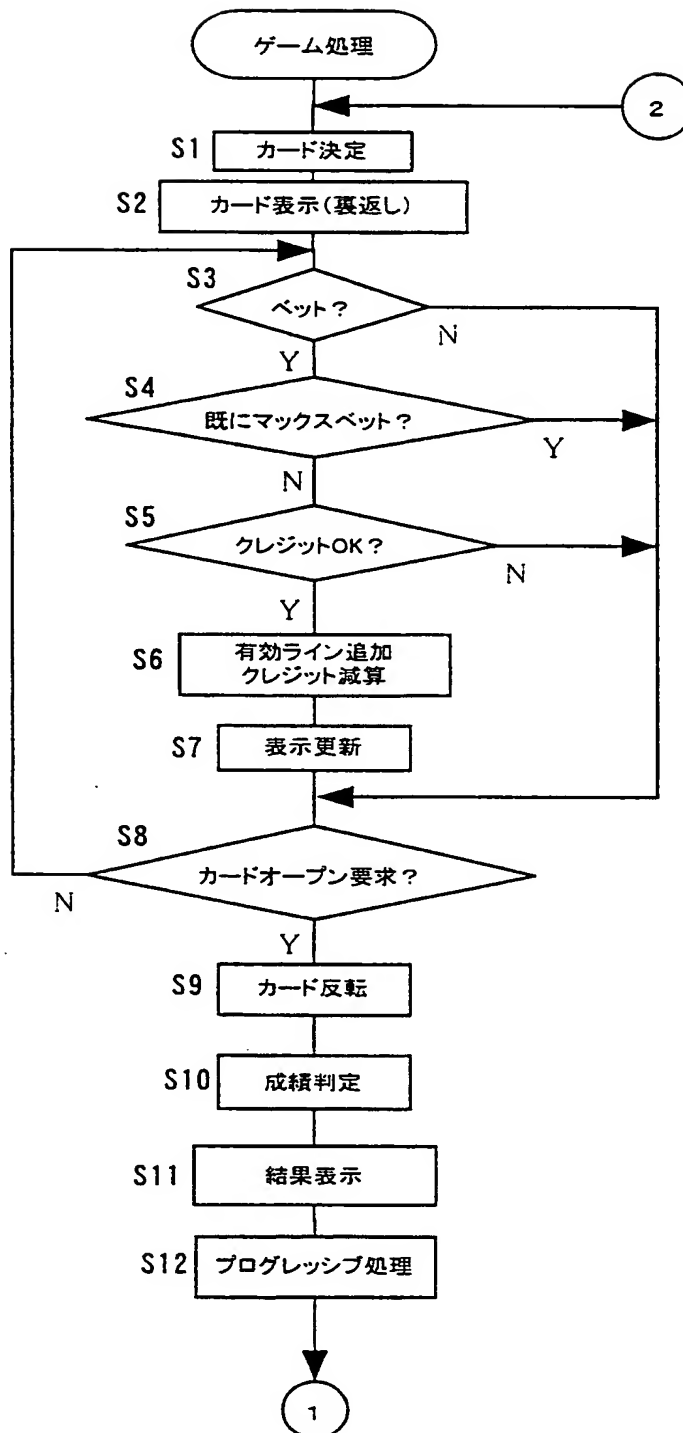 ゲーム処理
2
S1
カード決定
S2
カード表示(裏返し)
S3
ベット?
N
Y
S4
既にマックスベット?
Y
N
S5
クレジットOK?
N
Y
S6
有効ライン追加
クレジット減算
S7
表示更新
S8
カードオープン要求?
N
Y
S9
カード反転
S10
成績判定
S11
結果表示
S12
プログレッシブ処理
1